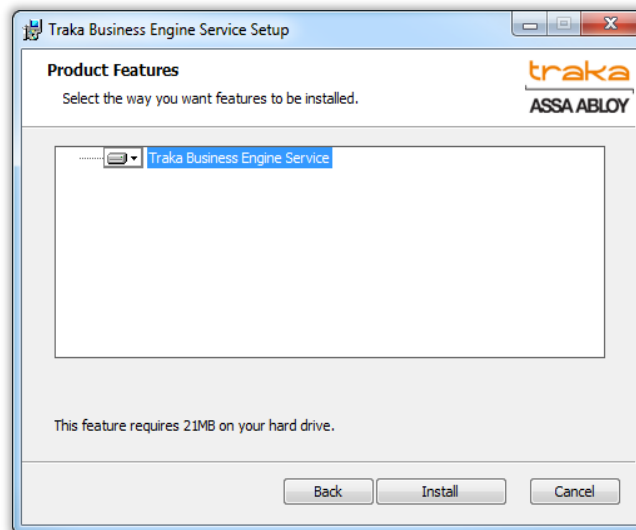 Traka Business Engine Service Setup
Product Features
Select the way you want features to be installed.
traka
ASSA ABLOY
Traka Business Engine Service
This feature requires 21MB on your hard drive.
Back
Install
Cancel